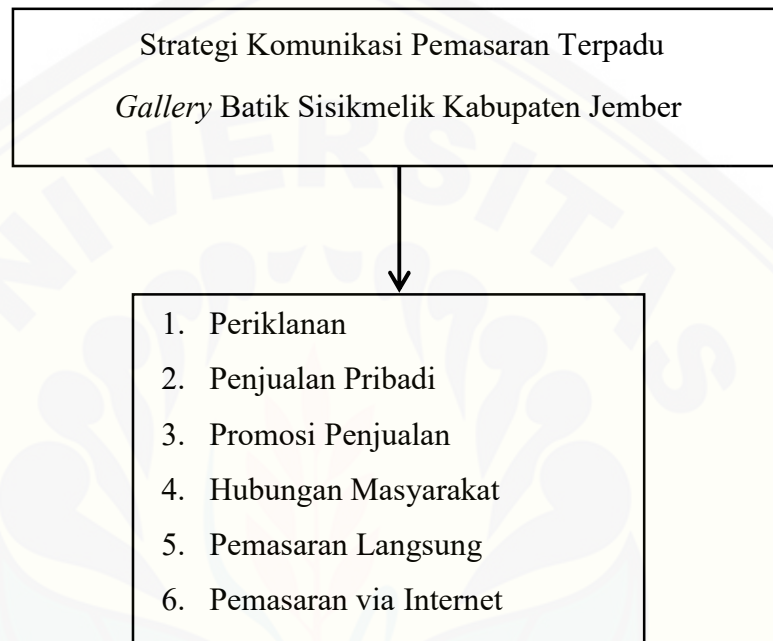 Strategi Komunikasi Pemasaran Terpadu
Gallery Batik Sisikmelik Kabupaten Jember
UNIVERSITAS
1. Periklanan
2. Penjualan Pribadi
3. Promosi Penjualan
4. Hubungan Masyarakat
5. Pemasaran Langsung
6. Pemasaran via Internet